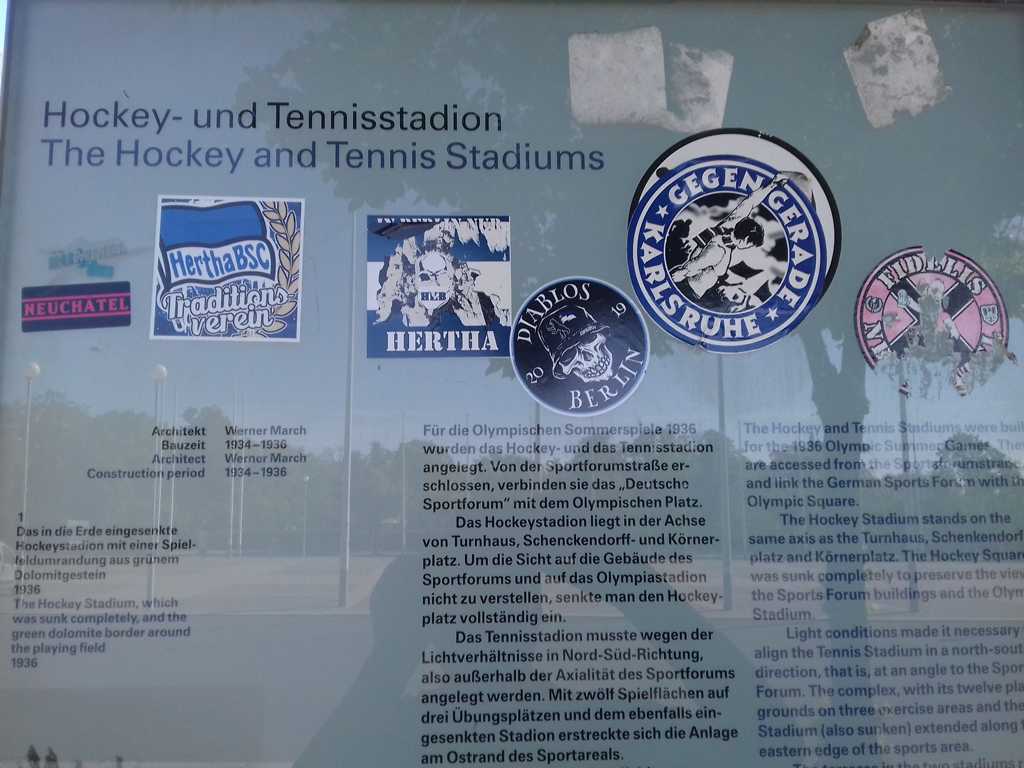 Hockey- und Tennisstadion
The Hockey and Tennis Stadiums
GEGENGERADE
KARLSRUHE
HerthaBSC
Traditions
verein
HERTHA
NEUCHATEL
DIABLOS
2019
BERLIN
Architekt Werner March
Bauzeit 1934–1936
Architect Werner March
Construction period 1934–1936
1
Das in die Erde eingesenkte
Hockeystadion mit einer Spiel-
feldumrandung aus grünem
Dolomitgestein
1936
The Hockey Stadium, which
was sunk completely, and the
green dolomite border around
the playing field
1936
Für die Olympischen Sommerspiele 1936
wurden das Hockey- und das Tennisstadion
angelegt. Von der Sportforumstraße er-
schlossen, verbinden sie das „Deutsche
Sportforum“ mit dem Olympischen Platz.
Das Hockeystadion liegt in der Achse
von Turnhaus, Schenckendorff- und Körner-
platz. Um die Sicht auf die Gebäude des
Sportforums und auf das Olympiastadion
nicht zu verstellen, senkte man den Hockey-
platz vollständig ein.
Das Tennisstadion musste wegen der
Lichtverhältnisse in Nord-Süd-Richtung,
also außerhalb der Axialität des Sportforums
angelegt werden. Mit zwölf Spielflächen auf
drei Übungsplätzen und dem ebenfalls ein-
gesenkten Stadion erstreckte sich die Anlage
am Ostrand des Sportareals.
The Hockey and Tennis Stadiums were buil
for the 1936 Olympic Summer Games. They
are accessed from the Sportforumstraße
and link the German Sports Forum with th
Olympic Square.
The Hockey Stadium stands on the
same axis as the Turnhaus, Schenkendorf
platz and Körnerplatz. The Hockey Square
was sunk completely to preserve the view
the Sports Forum buildings and the Olym
Stadium.
Light conditions made it necessary
align the Tennis Stadium in a north-sout
direction, that is, at an angle to the Spor
Forum. The complex, with its twelve pla
grounds on three exercise areas and the
Stadium (also sunken) extended along t
eastern edge of the sports area.
The terraces in the two stadiums